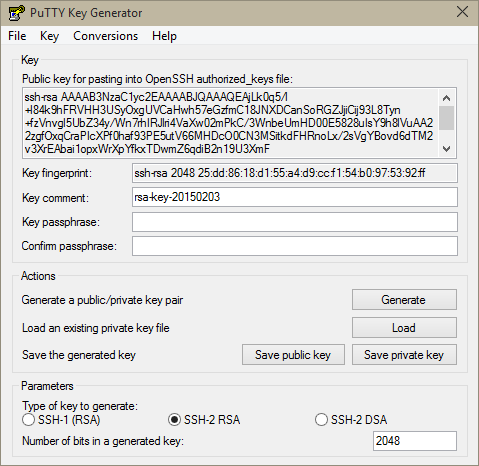 PuTTY Key Generator
File Key Conversions Help
Key
Public key for pasting into OpenSSH authorized_keys file:
ssh-rsa AAAAB3NzaC1yc2EAAAABJQAAAQEAjLk0q5/l
+l84k9hFRVHH3USyOxgUVCaHwh57eGzfmC18JNXDCanSoRGZJjiCij93L8Tyn
+fzVnvgl5UbZ34y/Wn7rhIRJlri4VaXw02mPkC/3WnbeUmHD00E5828uIsY9h8lVuAA2
2zgfOxqCraPIcXPf0haf93PE5utV66MHDcO0CN3MSitkdFHRnoLx/2sVgYBovd6dTM2
v3XrEAbai1opxWrXpYfkxTDwmZ6qdiB2n19U3XmF
Key fingerprint: ssh-rsa 2048 25:dd:86:18:d1:55:a4:d9:cc:f1:54:b0:97:53:92:ff
Key comment: rsa-key-20150203
Key passphrase:
Confirm passphrase:
Actions
Generate a public/private key pair Generate
Load an existing private key file Load
Save the generated key Save public key Save private key
Parameters
Type of key to generate:
SSH-1 (RSA) SSH-2 RSA SSH-2 DSA
Number of bits in a generated key: 2048